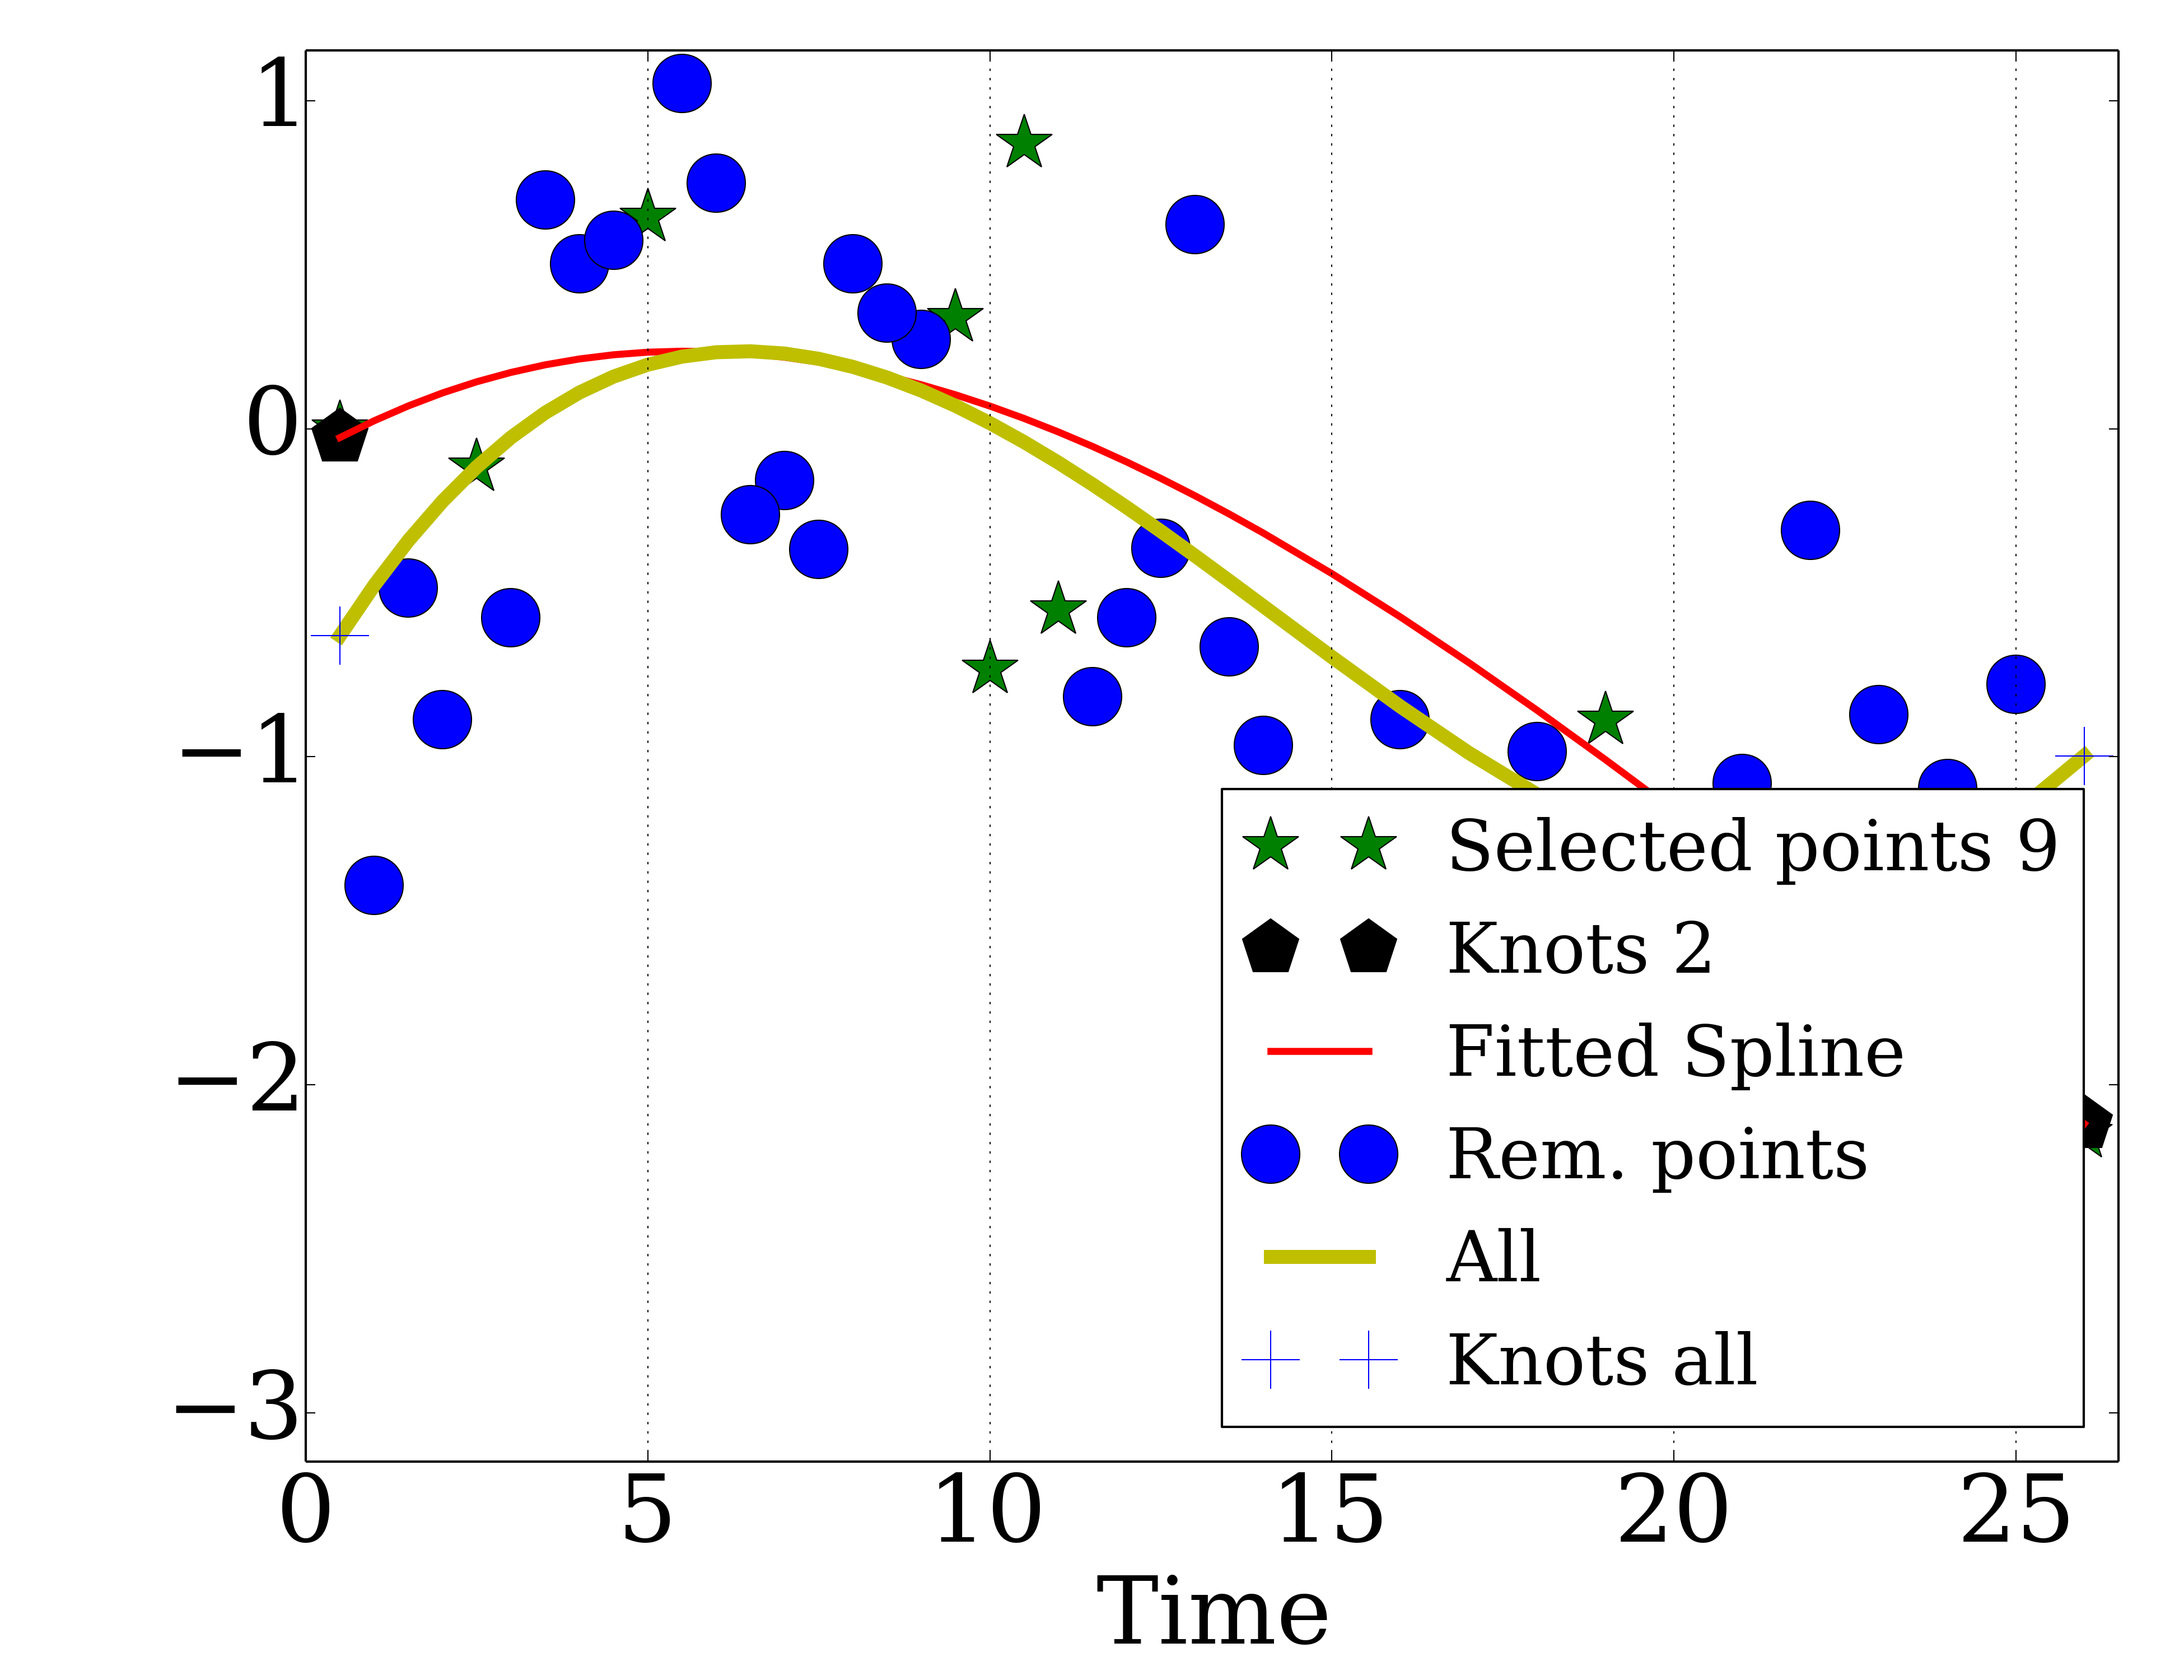 1
0
−1
−2
−3
Selected points 9
Knots 2
Fitted Spline
Rem. points
All
Knots all
0 5 10 15 20 25
Time